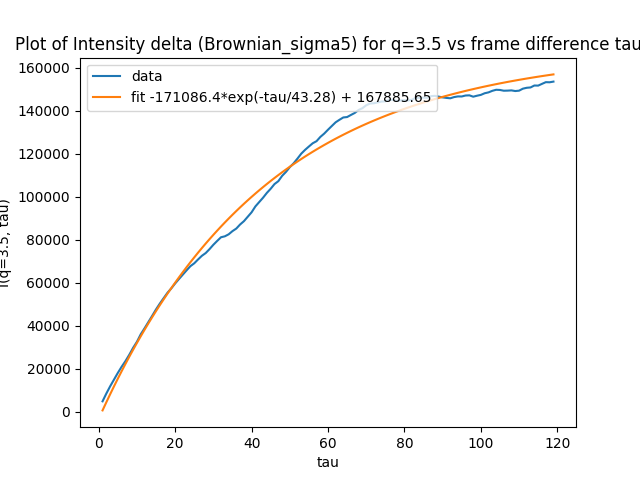 Plot of Intensity delta (Brownian_sigma5) for q=3.5 vs frame difference tau
data
fit -171086.4*exp(-tau/43.28) + 167885.65
160000
140000
120000
100000
80000
60000
40000
20000
0
I(q=3.5, tau)
0 20 40 60 80 100 120
tau